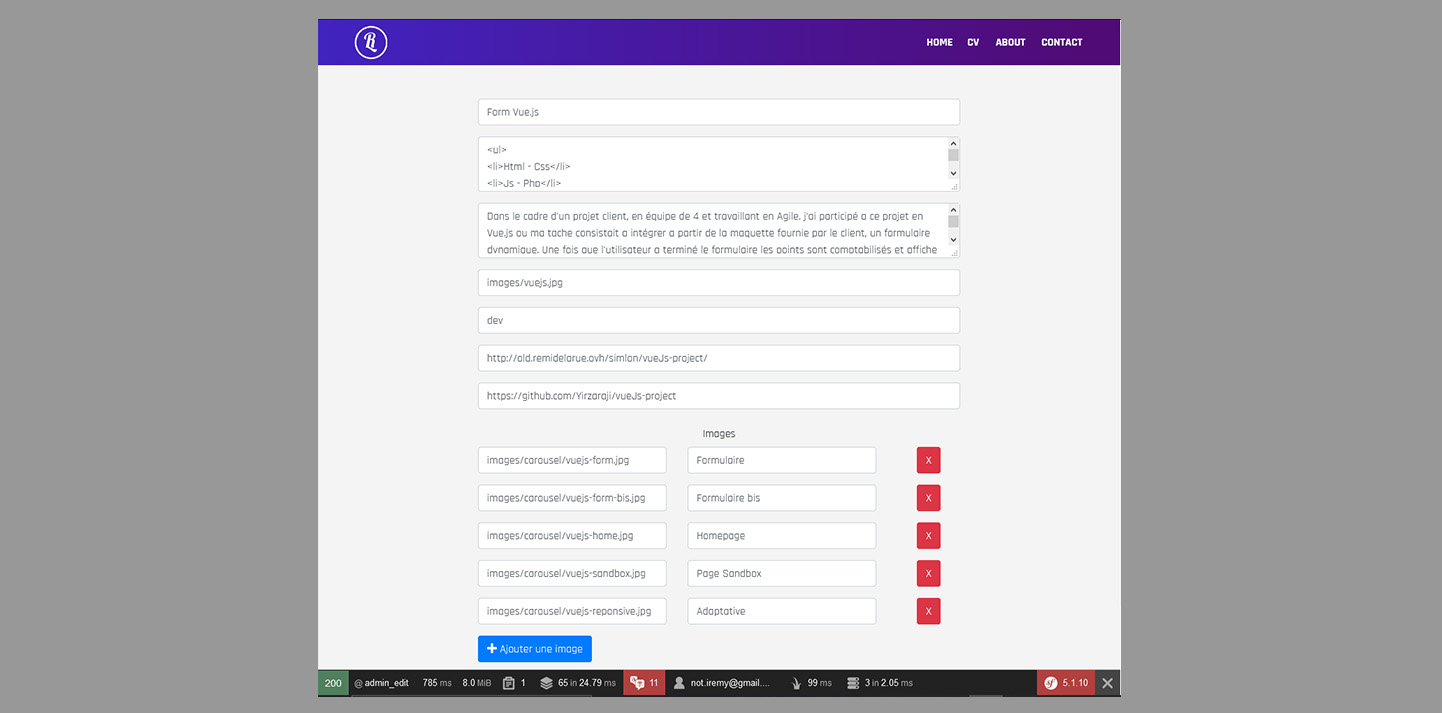 R
HOME CV ABOUT CONTACT
Form Vue.js
<ul>
<li>Html - Css</li>
<li>Js - Php</li>
Dans le cadre d'un projet client, en équipe de 4 et travaillant en Agile, j'ai participé a ce projet en
Vue.js ou ma tache consistait a intégrer a partir de la maquette fournie par le client, un formulaire
dynamique. Une fois que l'utilisateur a terminé le formulaire les points sont comptabilisés et affiche
images/vuejs.jpg
dev
http://old.remidelarue.ovh/simlon/vueJs-project/
https://github.com/Yirzaraji/vueJs-project
Images
images/carousel/vuejs-form.jpg Formulaire X
images/carousel/vuejs-form-bis.jpg Formulaire bis X
images/carousel/vuejs-home.jpg Homepage X
images/carousel/vuejs-sandbox.jpg Page Sandbox X
images/carousel/vuejs-reponsive.jpg Adaptative X
+ Ajouter une image
200 @ admin_edit 785 ms 8.0 MiB 1 65 in 24.79 ms 11 not.iremy@gmail.... 99 ms 3 in 2.05 ms sf 5.1.10 X